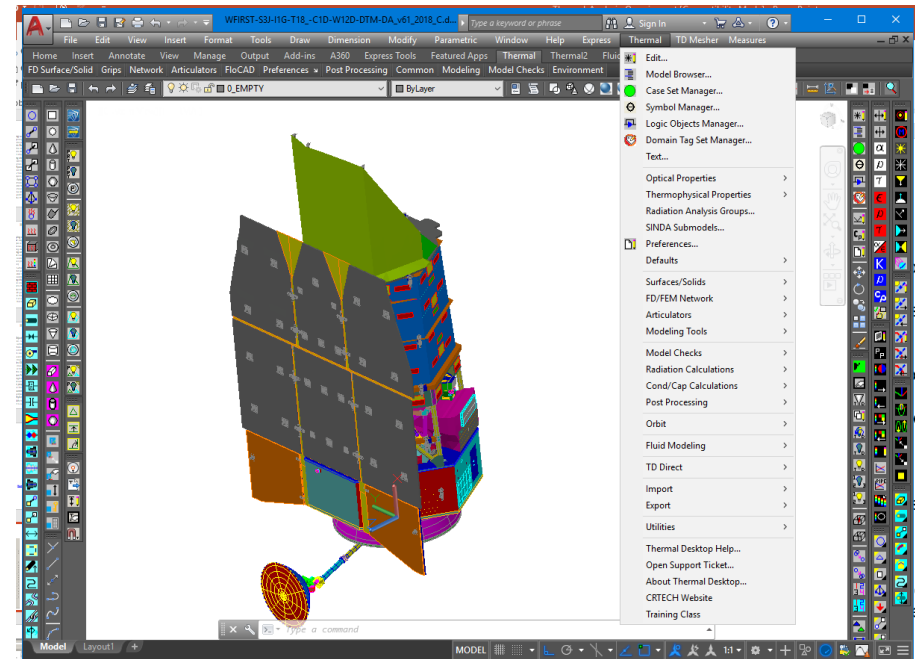 WFIRST-S3J-I1G-T18_-C1D-W12D-DTM-DA_v61_2018_C.d...
Type a keyword or phrase
Sign In
File Edit View Insert Format Tools Draw Dimension Modify Parametric Window Help Express Thermal TD Mesher Measures
Home Insert Annotate View Manage Output Add-ins A360 Express Tools Featured Apps Thermal Thermal2
FD Surface/Solid Grips Network Articulators FloCAD Preferences Post Processing Common Modeling Model Checks Environment
0_EMPTY
ByLayer
Edit...
Model Browser...
Case Set Manager...
Symbol Manager...
Logic Objects Manager...
Domain Tag Set Manager...
Text...
Optical Properties
Thermophysical Properties
Radiation Analysis Groups...
SINDA Submodels...
Preferences...
Defaults
Surfaces/Solids
FD/FEM Network
Articulators
Modeling Tools
Model Checks
Radiation Calculations
Cond/Cap Calculations
Post Processing
Orbit
Fluid Modeling
TD Direct
Import
Export
Utilities
Thermal Desktop Help...
Open Support Ticket...
About Thermal Desktop...
CRTECH Website
Training Class
Type a command
Model Layout1 +
MODEL
1:1